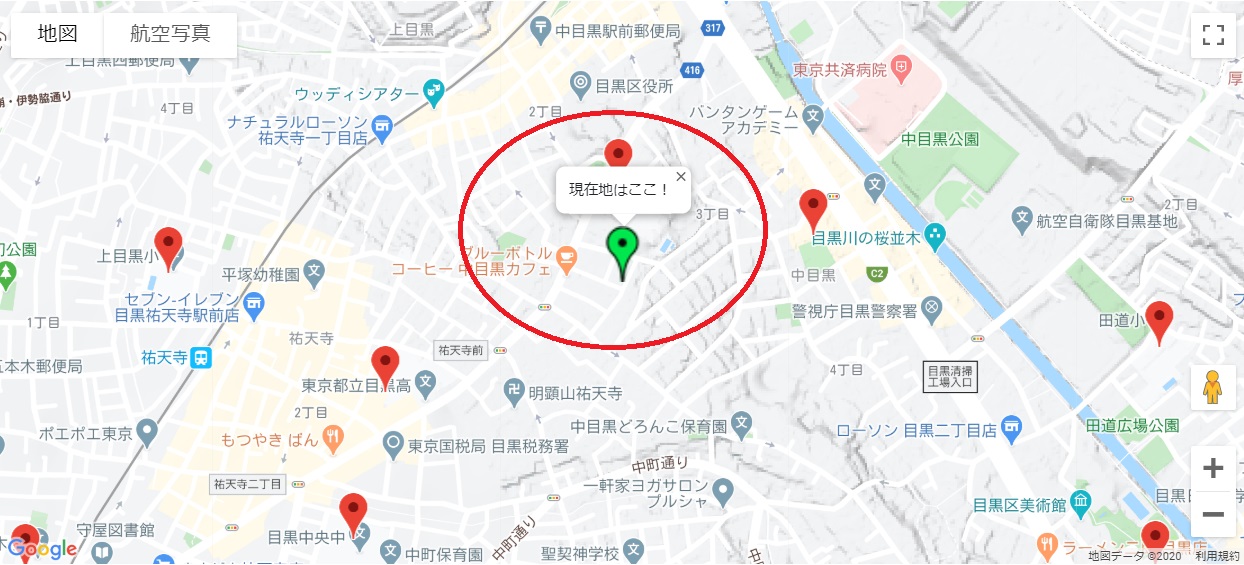 地図
航空写真
上目黒
中目黒駅前郵便局
317
416
目黒区役所
東京共済病院
上目黒四郵便局
伊勢脇通り
4丁目
ウッディシアター
2丁目
ナチュラルローソン
祐天寺一丁目店
バンタンゲーム
アカデミー
中目黒公園
現在地はここ！
3丁目
2丁目
航空自衛隊目黒基地
目黒川の桜並木
上目黒小
公園
平塚幼稚園
ブルーボトル
コーヒー 中目黒カフェ
中目黒
C2
セブン-イレブン
目黒祐天寺駅前店
警視庁目黒警察署
田道小
1丁目
祐天寺
祐天寺
祐天寺前
五本木郵便局
東京都立目黒高
4丁目
目黒清掃
工場入口
明顕山祐天寺
2丁目
中目黒どろんこ保育園
ローソン 目黒二丁目店
田道広場公園
ポエポエ東京
もつやき ばん
東京国税局 目黒税務署
中町通り
祐天寺二丁目
一軒家ヨガサロン
プルシャ
目黒区美術館
目黒区
守屋図書館
目黒中央中
中町通り
Google
中町保育園
聖契神学校
中町
ラーメン
地図データ ©2020
利用規約